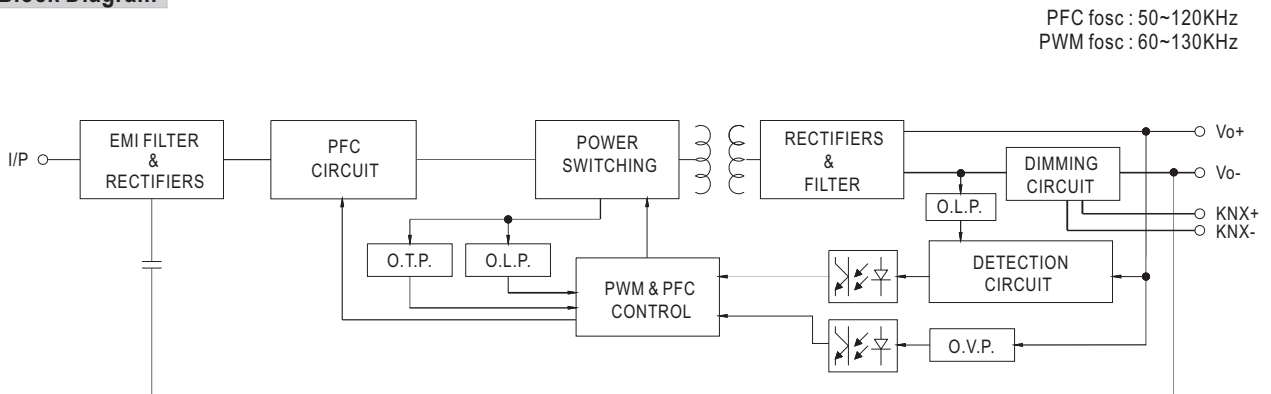 Block Diagram
PFC fosc : 50~120KHz
PWM fosc : 60~130KHz
I/P
EMI FILTER
&
RECTIFIERS
PFC
CIRCUIT
POWER
SWITCHING
RECTIFIERS
&
FILTER
DIMMING
CIRCUIT
Vo+
Vo-
KNX+
KNX-
O.L.P.
O.T.P.
O.L.P.
PWM & PFC
CONTROL
DETECTION
CIRCUIT
O.V.P.